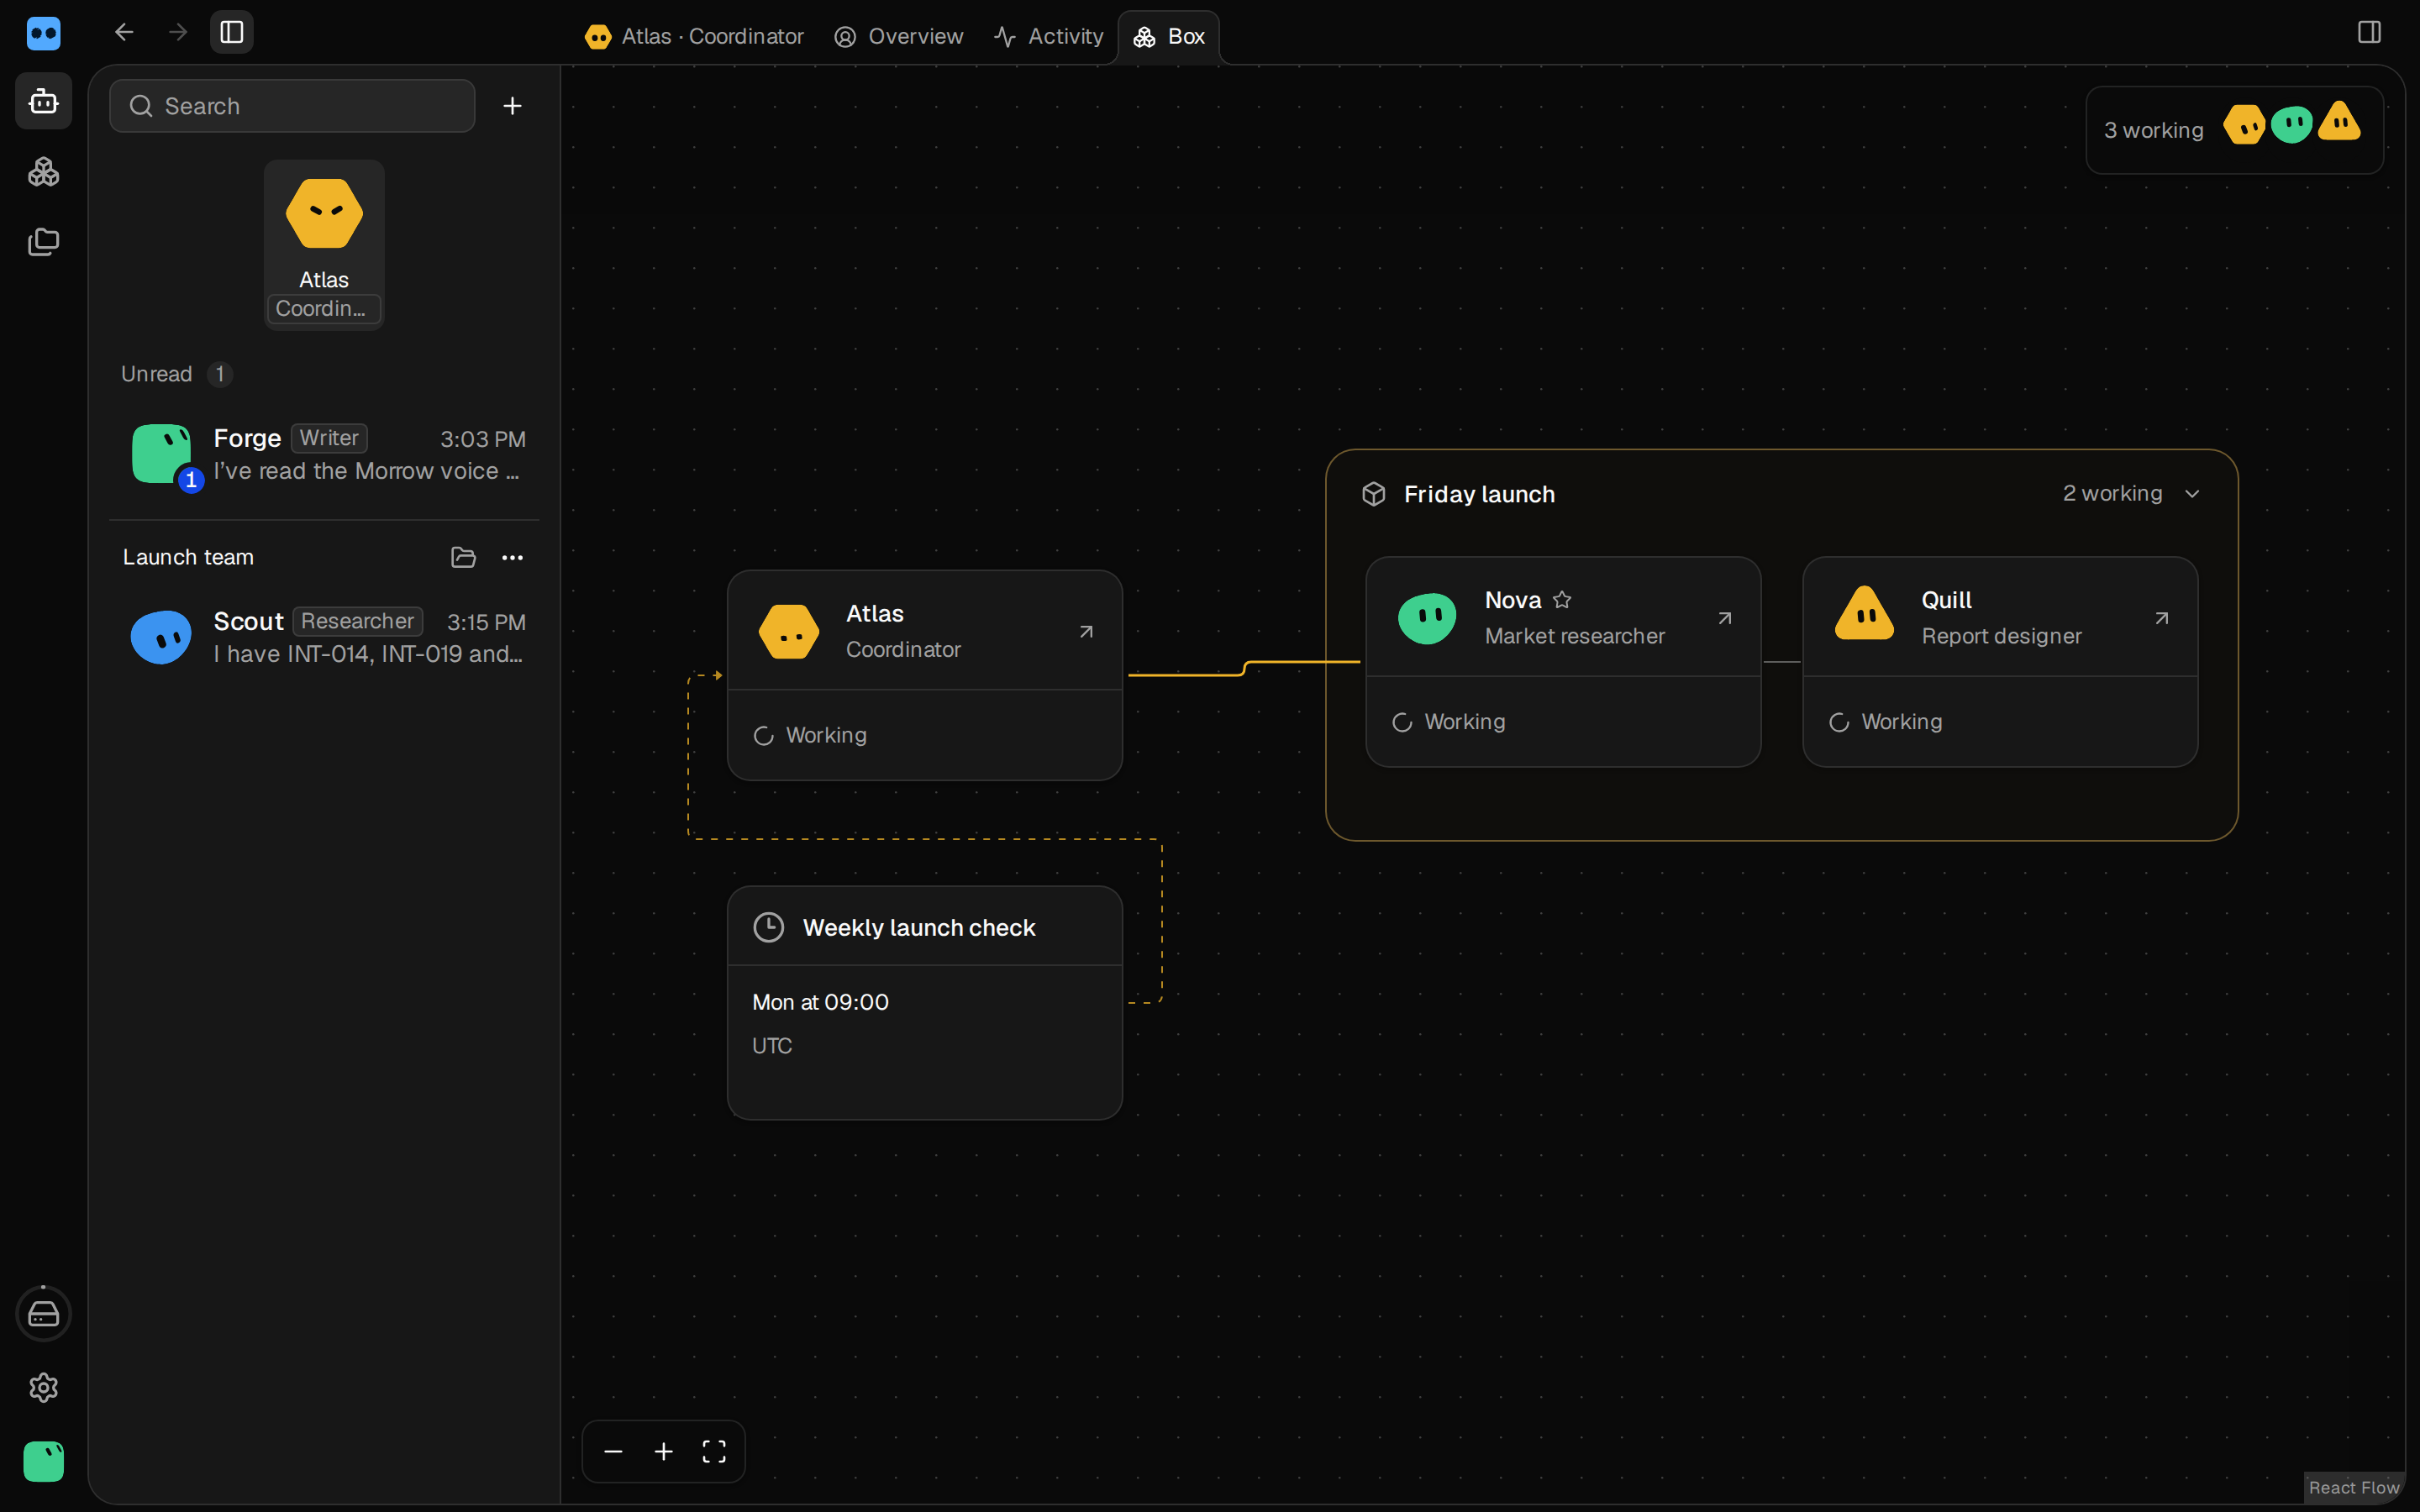 Atlas · Coordinator
Overview
Activity
Box
Search
3 working
Atlas
Coordin...
Unread 1
Forge Writer 3:03 PM
I’ve read the Morrow voice ...
1
Launch team
Scout Researcher 3:15 PM
I have INT-014, INT-019 and...
Friday launch
2 working
Atlas
Coordinator
Working
Nova
Market researcher
Working
Quill
Report designer
Working
Weekly launch check
Mon at 09:00
UTC
React Flow